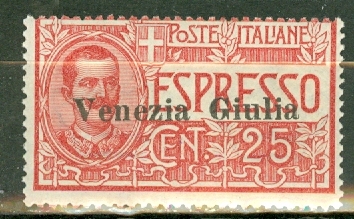 POSTE ITALIANE
ESPRESSO
Venezia Giulia
CENT. 25